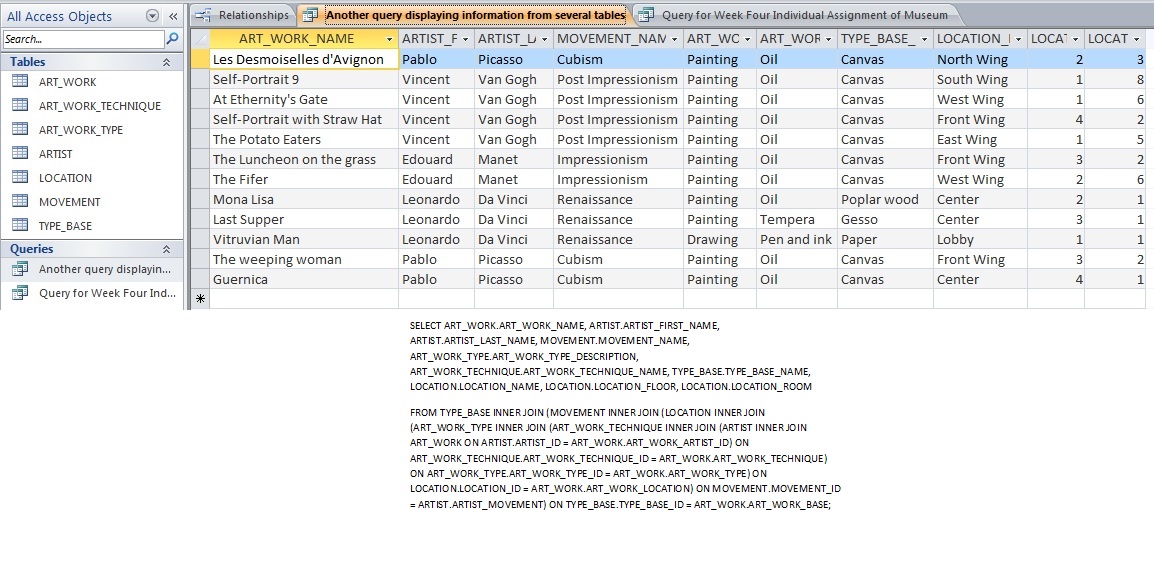 All Access Objects «
Search...
Tables
ART_WORK
ART_WORK_TECHNIQUE
ART_WORK_TYPE
ARTIST
LOCATION
MOVEMENT
TYPE_BASE
Queries
Another query displayin...
Query for Week Four Ind...
Relationships Another query displaying information from several tables Query for Week Four Individual Assignment of Museum
ART_WORK_NAME ARTIST_F ARTIST_L MOVEMENT_NAM ART_WC ART_WOR TYPE_BASE_ LOCATION_ LOCA LOCAT
Les Desmoiselles d'Avignon Pablo Picasso Cubism Painting Oil Canvas North Wing 2 3
Self-Portrait 9 Vincent Van Gogh Post Impressionism Painting Oil Canvas South Wing 1 8
At Ethernity's Gate Vincent Van Gogh Post Impressionism Painting Oil Canvas West Wing 1 6
Self-Portrait with Straw Hat Vincent Van Gogh Post Impressionism Painting Oil Canvas Front Wing 4 2
The Potato Eaters Vincent Van Gogh Post Impressionism Painting Oil Canvas East Wing 1 5
The Luncheon on the grass Edouard Manet Impressionism Painting Oil Canvas Front Wing 3 2
The Fifer Edouard Manet Impressionism Painting Oil Canvas West Wing 2 6
Mona Lisa Leonardo Da Vinci Renaissance Painting Oil Poplar wood Center 2 1
Last Supper Leonardo Da Vinci Renaissance Painting Tempera Gesso Center 3 1
Vitruvian Man Leonardo Da Vinci Renaissance Drawing Pen and ink Paper Lobby 1 1
The weeping woman Pablo Picasso Cubism Painting Oil Canvas Front Wing 3 2
Guernica Pablo Picasso Cubism Painting Oil Canvas Center 4 1
SELECT ART_WORK.ART_WORK_NAME, ARTIST.ARTIST_FIRST_NAME,
ARTIST.ARTIST_LAST_NAME, MOVEMENT.MOVEMENT_NAME,
ART_WORK_TYPE.ART_WORK_TYPE_DESCRIPTION,
ART_WORK_TECHNIQUE.ART_WORK_TECHNIQUE_NAME, TYPE_BASE.TYPE_BASE_NAME,
LOCATION.LOCATION_NAME, LOCATION.LOCATION_FLOOR, LOCATION.LOCATION_ROOM
FROM TYPE_BASE INNER JOIN (MOVEMENT INNER JOIN (LOCATION INNER JOIN
(ART_WORK_TYPE INNER JOIN (ART_WORK_TECHNIQUE INNER JOIN (ARTIST INNER JOIN
ART_WORK ON ARTIST.ARTIST_ID = ART_WORK.ART_WORK_ARTIST_ID) ON
ART_WORK_TECHNIQUE.ART_WORK_TECHNIQUE_ID = ART_WORK.ART_WORK_TECHNIQUE)
ON ART_WORK_TYPE.ART_WORK_TYPE_ID = ART_WORK.ART_WORK_TYPE) ON
LOCATION.LOCATION_ID = ART_WORK.ART_WORK_LOCATION) ON MOVEMENT.MOVEMENT_ID
= ARTIST.ARTIST_MOVEMENT) ON TYPE_BASE.TYPE_BASE_ID = ART_WORK.ART_WORK_BASE;